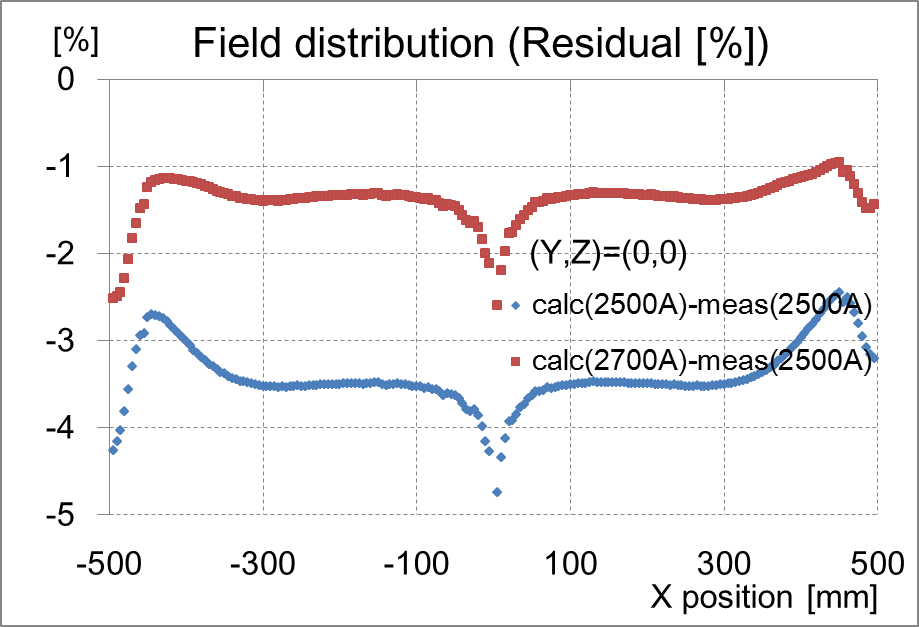 [%]
Field distribution (Residual [%])
0
-1
-2
-3
-4
-5
(Y,Z)=(0,0)
calc(2500A)-meas(2500A)
calc(2700A)-meas(2500A)
-500 -300 -100 100 300 500
X position [mm]